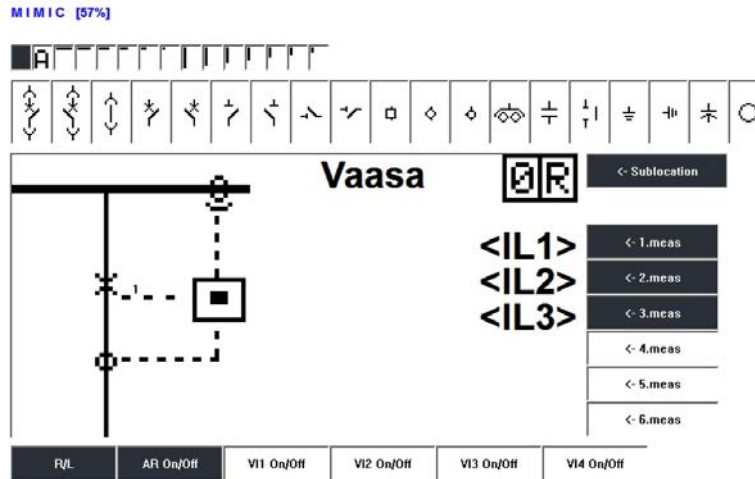 MIMIC [57%]
A
Vaasa
0R
<- Sublocation
<IL1>
<- 1.meas
<IL2>
<- 2.meas
<IL3>
<- 3.meas
<- 4.meas
<- 5.meas
<- 6.meas
1
R/L
AR On/Off
VI1 On/Off
VI2 On/Off
VI3 On/Off
VI4 On/Off